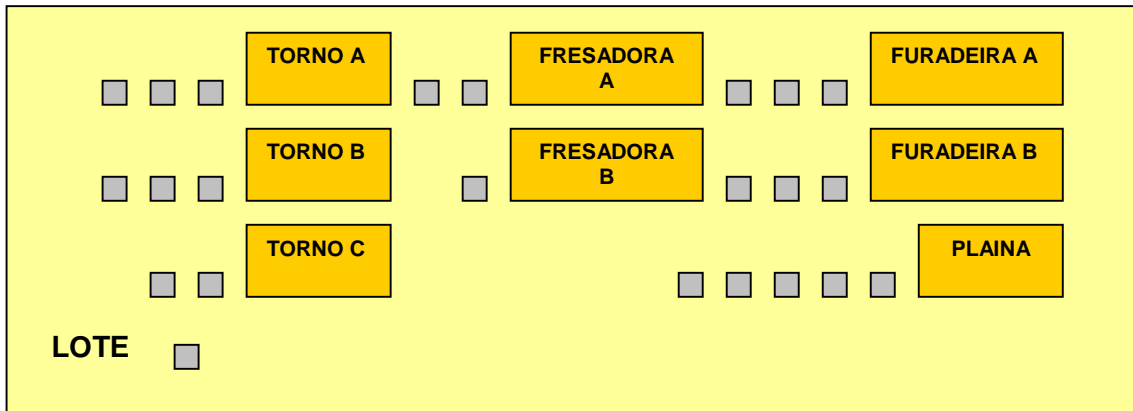 TORNO A
FRESADORA
A
FURADEIRA A
TORNO B
FRESADORA
B
FURADEIRA B
TORNO C
PLAINA
LOTE